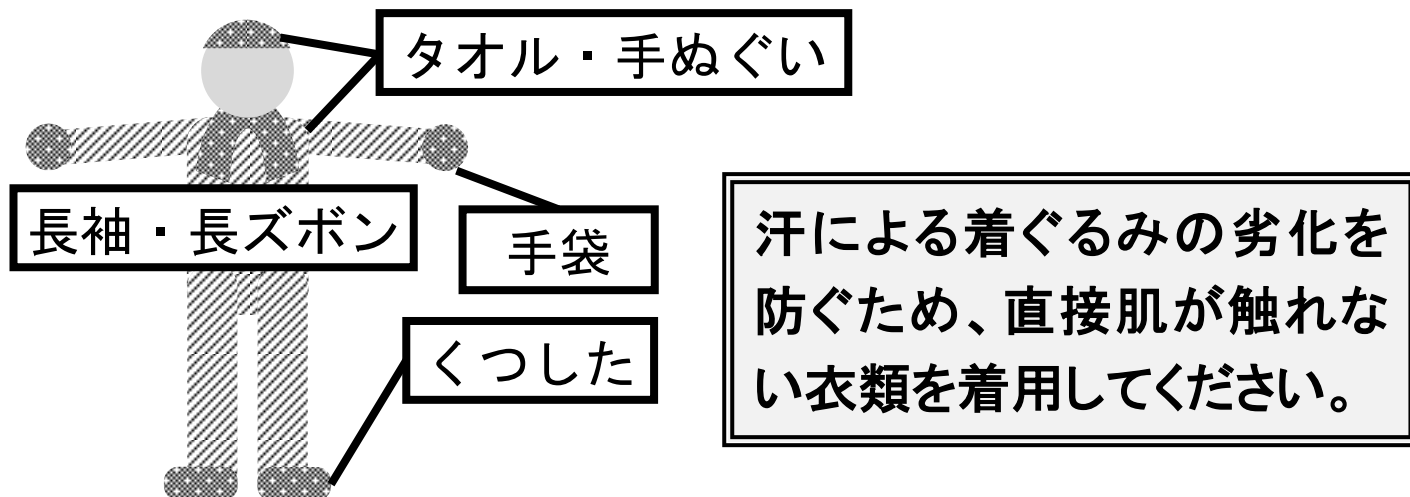 タオル・手ぬぐい
長袖・長ズボン
手袋
くつした
汗による着ぐるみの劣化を
防ぐため、直接肌が触れな
い衣類を着用してください。